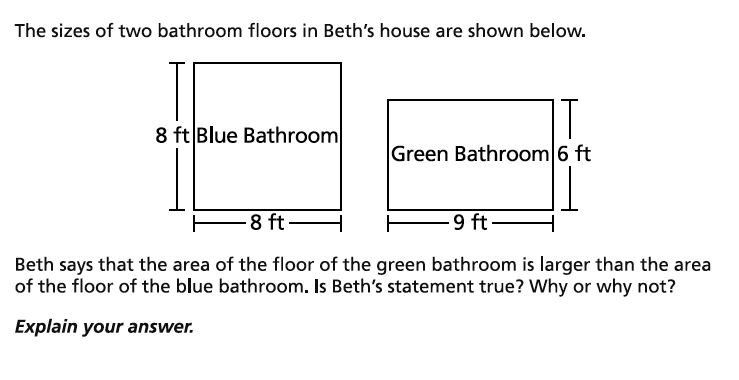 The sizes of two bathroom floors in Beth's house are shown below.
8 ft Blue Bathroom
Green Bathroom 6 ft
8 ft
9 ft
Beth says that the area of the floor of the green bathroom is larger than the area
of the floor of the blue bathroom. Is Beth's statement true? Why or why not?
Explain your answer.